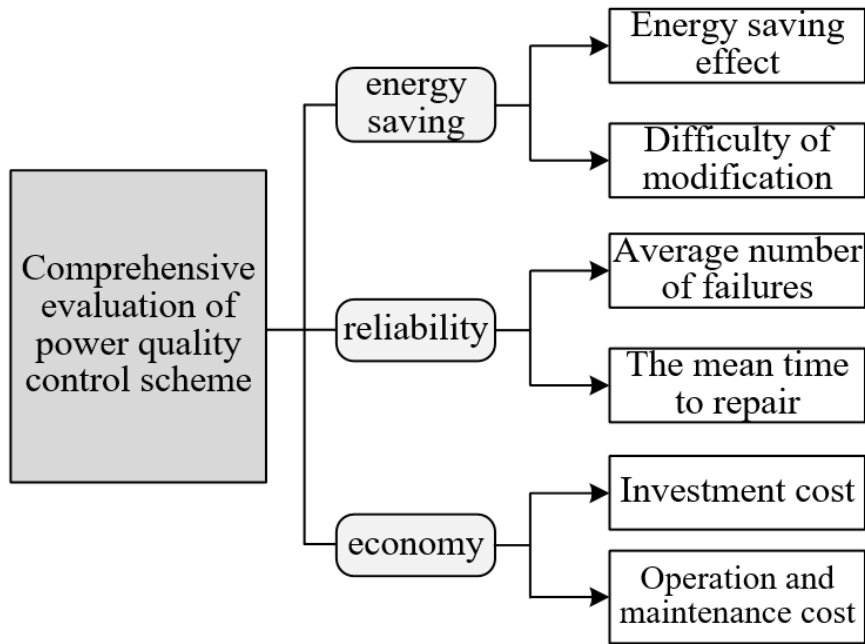 Comprehensive
evaluation of
power quality
control scheme
energy
saving
Energy saving
effect
Difficulty of
modification
reliability
Average number
of failures
The mean time
to repair
economy
Investment cost
Operation and
maintenance cost